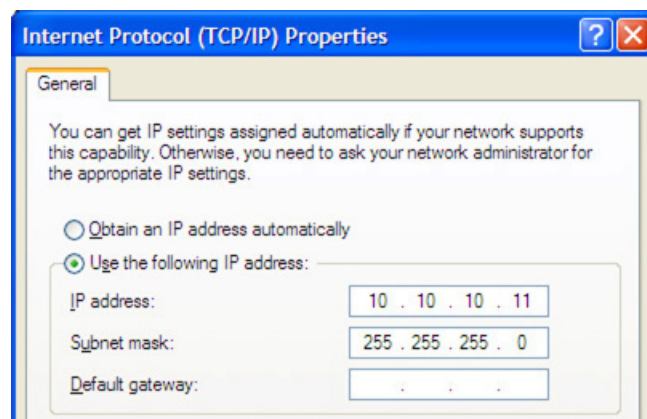 Internet Protocol (TCP/IP) Properties
General
You can get IP settings assigned automatically if your network supports
this capability. Otherwise, you need to ask your network administrator for
the appropriate IP settings.
Obtain an IP address automatically
Use the following IP address:
IP address: 10 . 10 . 10 . 11
Subnet mask: 255 . 255 . 255 . 0
Default gateway: . . .